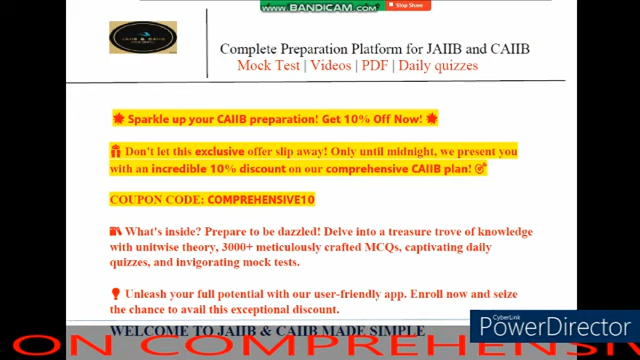 WWW.BANDICAM.COM
Stop Share
JAIIB & CAIIB
Complete Preparation Platform for JAIIB and CAIIB
Mock Test | Videos | PDF | Daily quizzes
Sparkle up your CAIIB preparation! Get 10% Off Now!
Don't let this exclusive offer slip away! Only until midnight, we present you
with an incredible 10% discount on our comprehensive CAIIB plan!
COUPON CODE: COMPREHENSIVE10
What's inside? Prepare to be dazzled! Delve into a treasure trove of knowledge
with unitwise theory, 3000+ meticulously crafted MCQs, captivating daily
quizzes, and invigorating mock tests.
Unleash your full potential with our user-friendly app. Enroll now and seize
the chance to avail this exceptional discount.
WELCOME TO JAIIB & CAIIB MADE SIMPLE
CyberLink
PowerDirector
ON COMPREHENSI